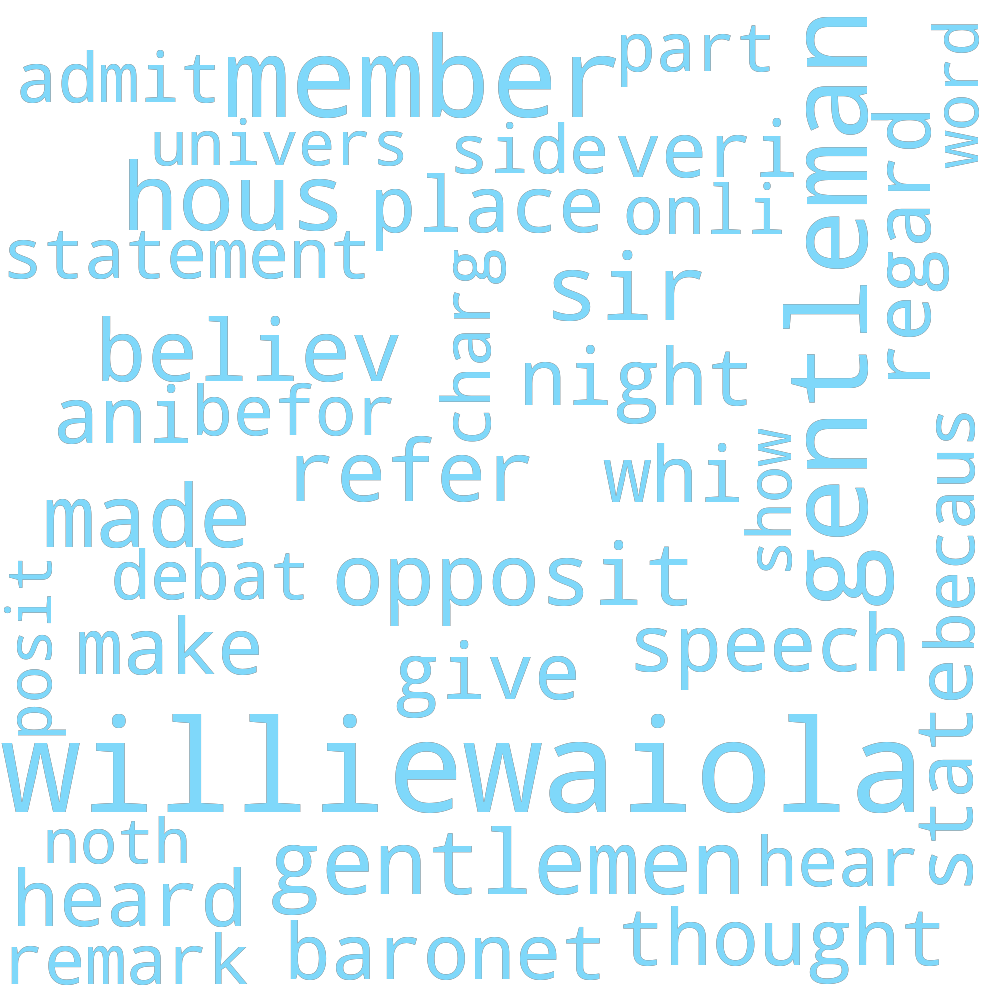 admit
member
part
word
gentleman
univers
side
veri
regard
hous
place
onli
statement
charg
sir
believ
night
ani
befor
refer
whi
show
becaus
made
debat
opposit
posit
make
give
speech
state
williewaiola
noth
gentlemen
hear
heard
remark
baronet
thought